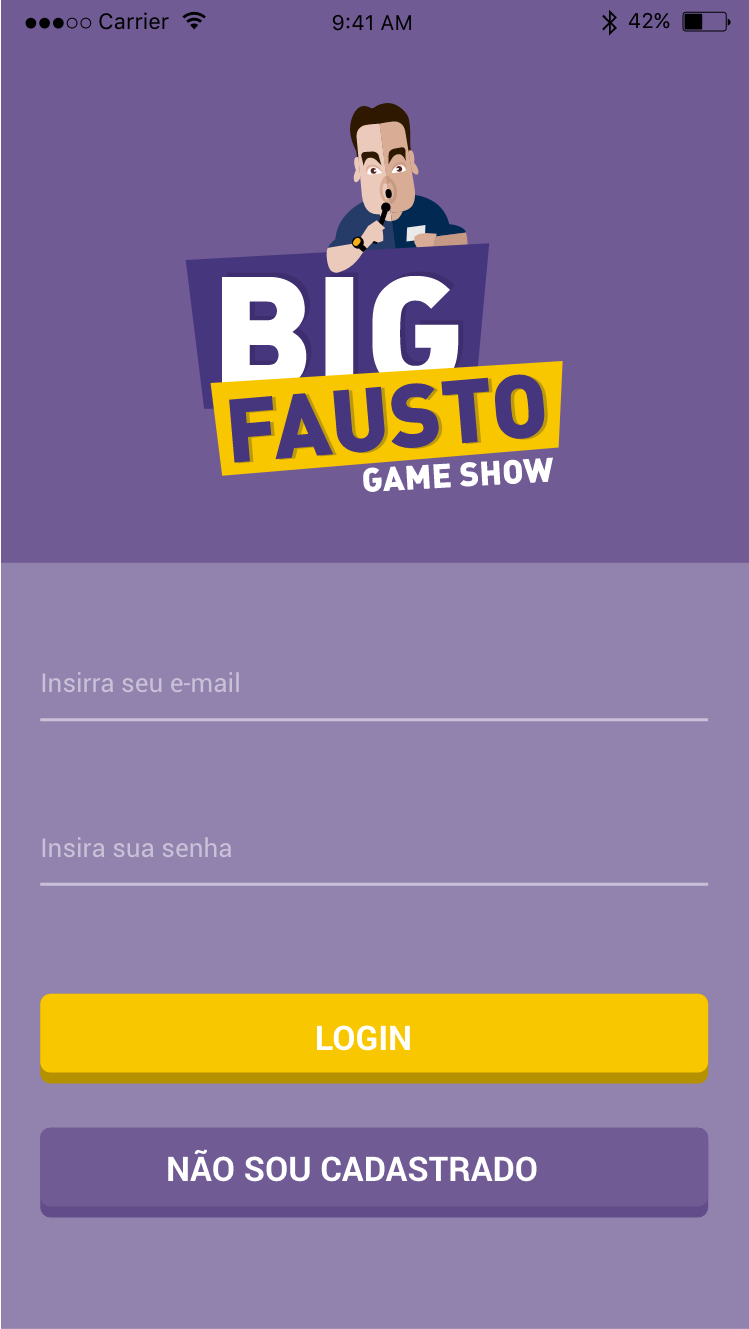 Carrier 9:41 AM 42%
BIG
FAUSTO
GAME SHOW
Insirra seu e-mail
Insira sua senha
LOGIN
NÃO SOU CADASTRADO